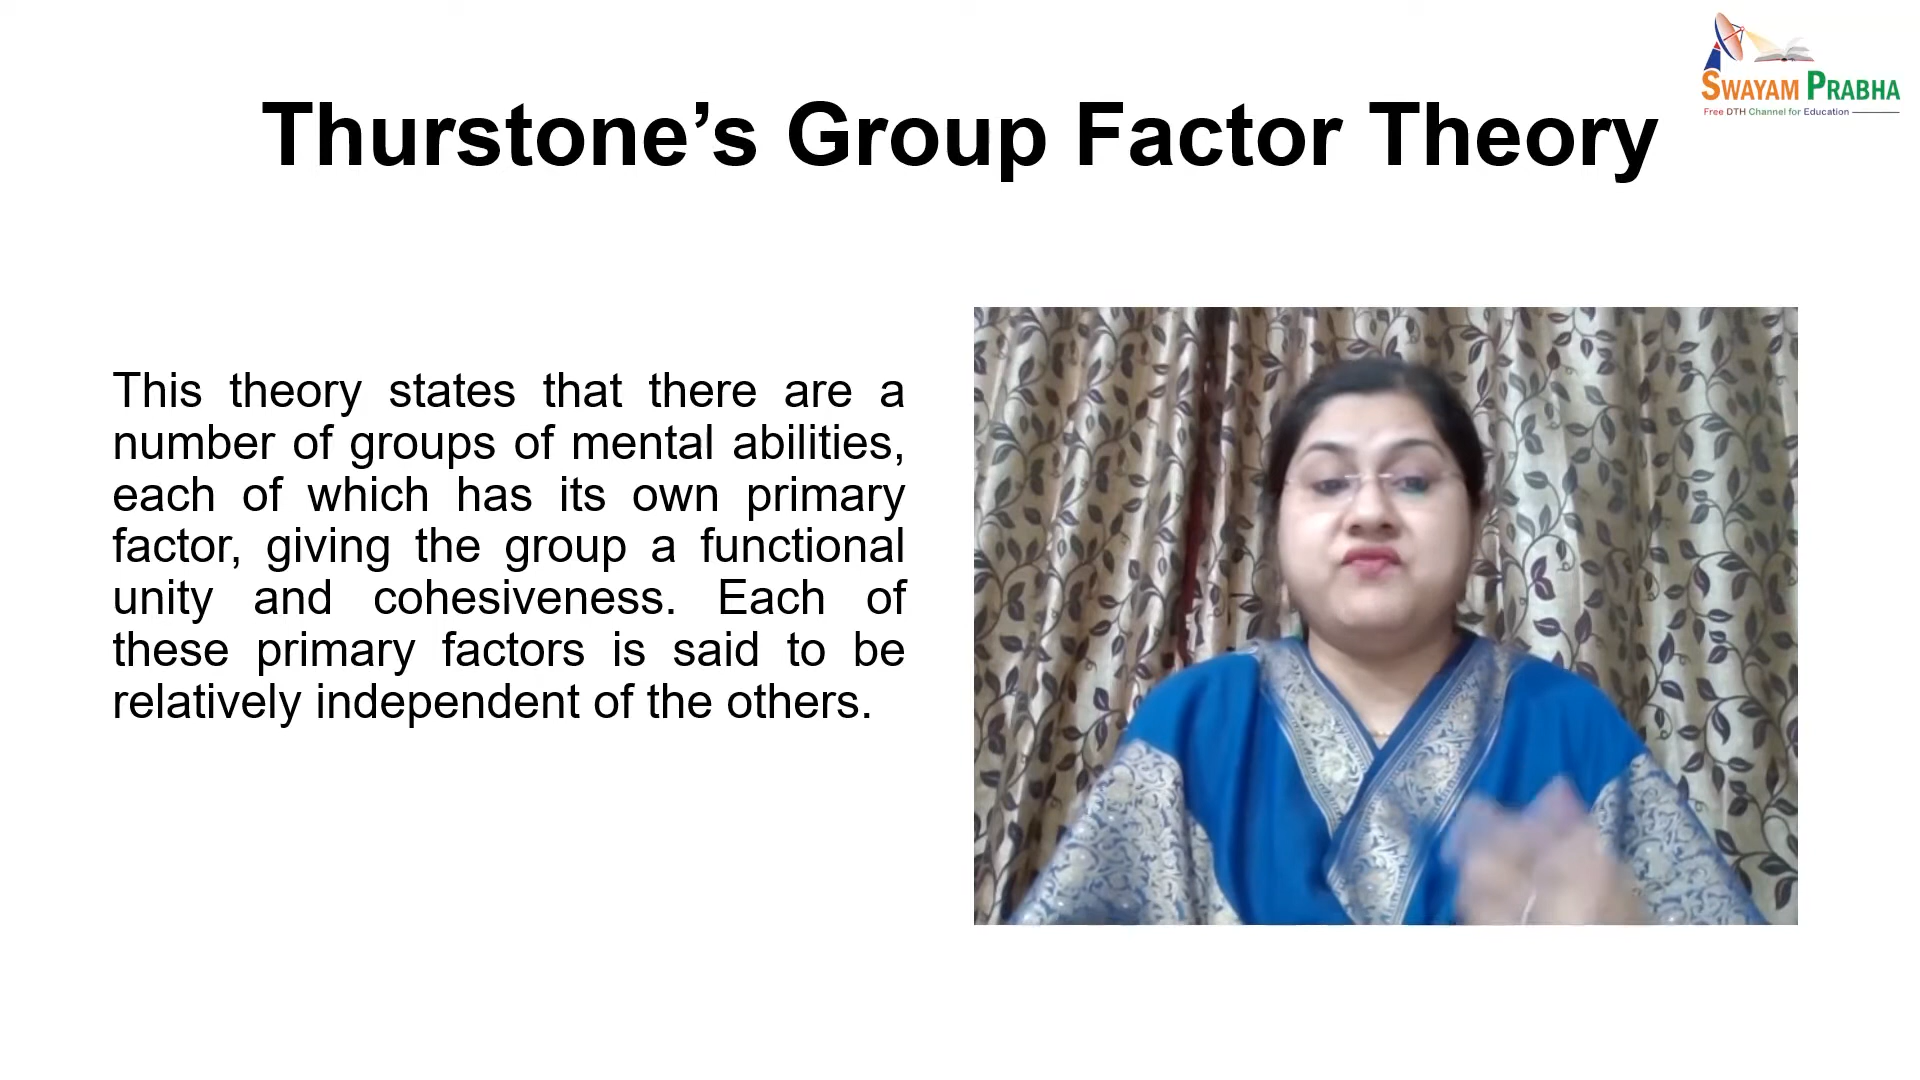 SWAYAM PRABHA
Free DTH Channel for Education
Thurstone’s Group Factor Theory
This theory states that there are a
number of groups of mental abilities,
each of which has its own primary
factor, giving the group a functional
unity and cohesiveness. Each of
these primary factors is said to be
relatively independent of the others.